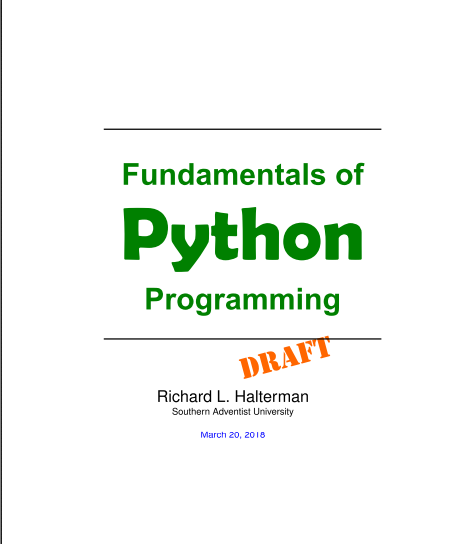 Fundamentals of
Python
Programming
DRAFT
Richard L. Halterman
Southern Adventist University
March 20, 2018